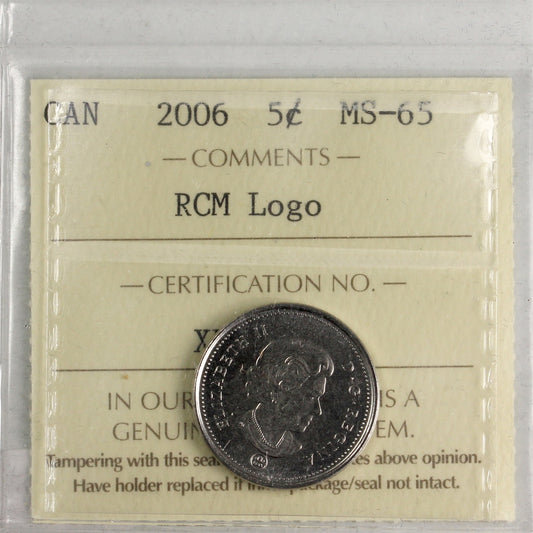 CAN 2006 5¢ MS-65
— COMMENTS —
RCM Logo
— CERTIFICATION NO. —
IN OUR IS A
Tampering with this above opinion.
Have holder replaced if seal not intact.
ELIZABETH II D·G·REGINA